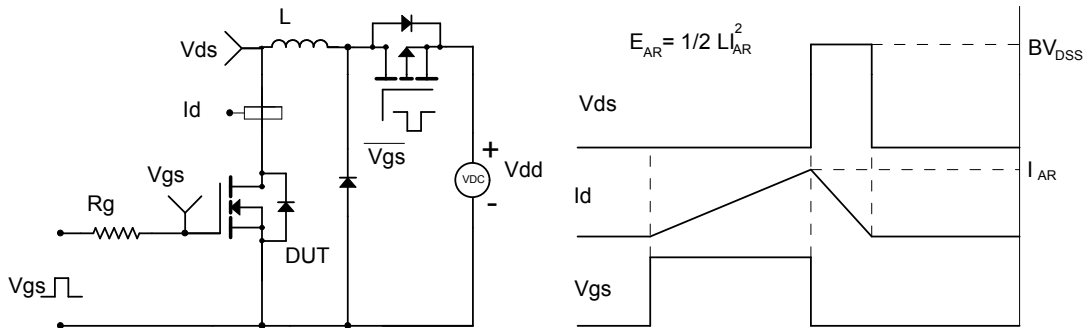 L
Vds
Id
Vgs
Vgs
+
VDC
Vdd
-
Vgs
Rg
DUT
Vgs
E_AR = 1/2 LI_AR^2
BV_DSS
Vds
I_AR
Id
Vgs